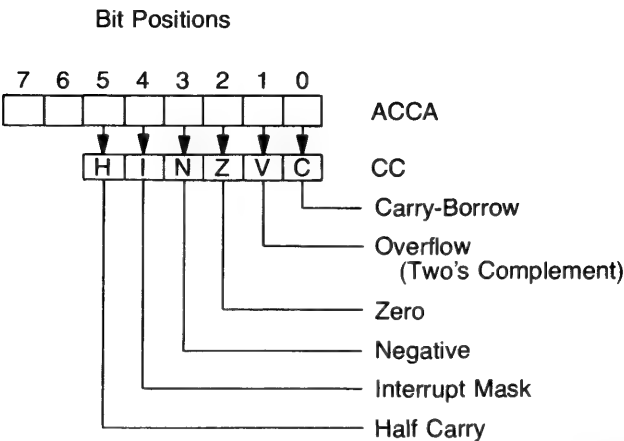 Bit Positions
7 6 5 4 3 2 1 0
ACCA
H I N Z V C
CC
Carry-Borrow
Overflow
(Two's Complement)
Zero
Negative
Interrupt Mask
Half Carry